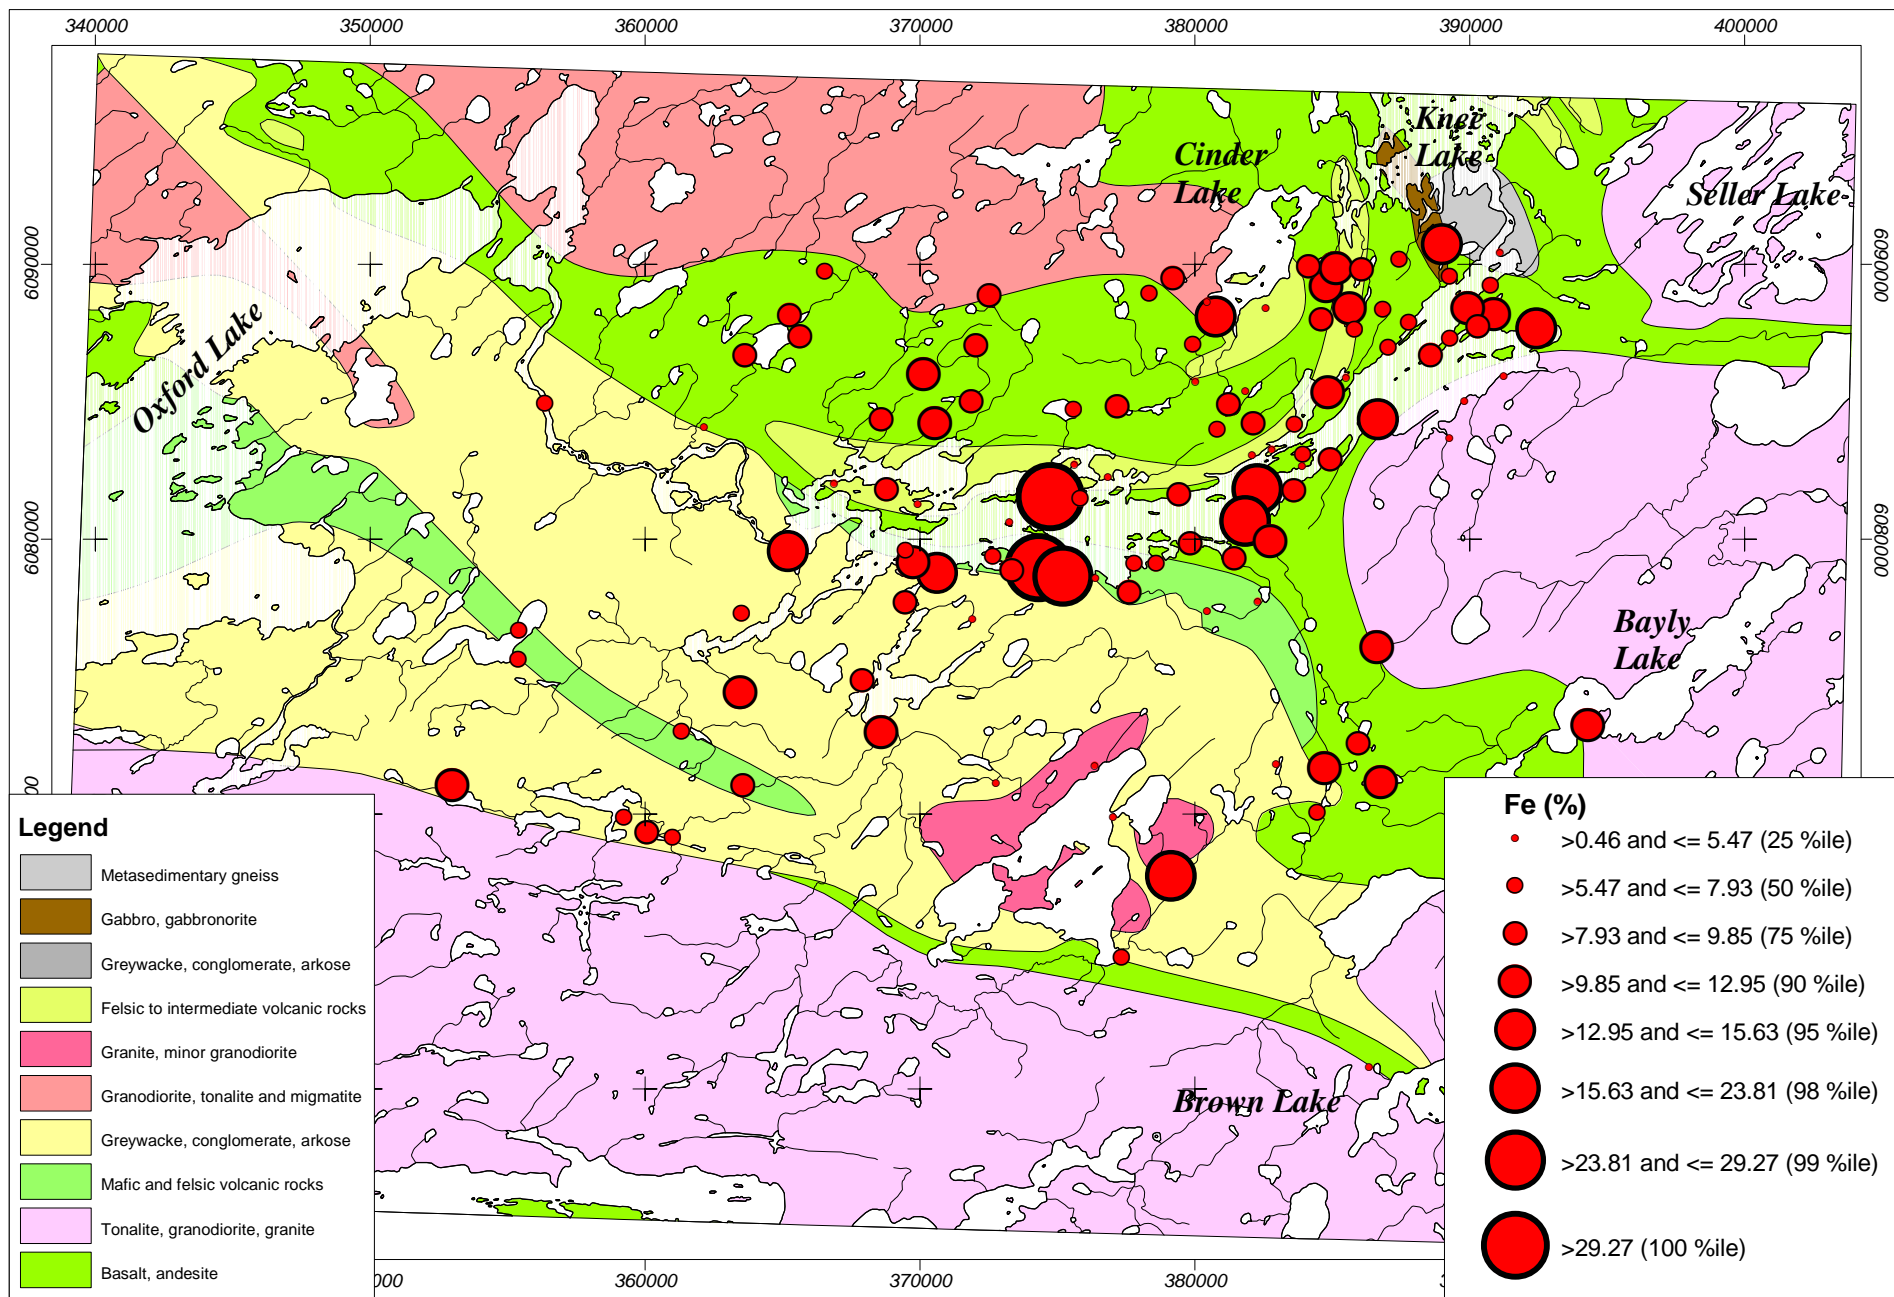 340000
350000
360000
370000
380000
390000
400000
Knee
Lake
Cinder
Lake
Seller Lake
6090000
6090000
Oxford Lake
6080000
6080000
Bayly
Lake
Brown Lake
00
Legend
Metasedimentary gneiss
Gabbro, gabbronorite
Greywacke, conglomerate, arkose
Felsic to intermediate volcanic rocks
Granite, minor granodiorite
Granodiorite, tonalite and migmatite
Greywacke, conglomerate, arkose
Mafic and felsic volcanic rocks
Tonalite, granodiorite, granite
Basalt, andesite
Fe (%)
>0.46 and <= 5.47 (25 %ile)
>5.47 and <= 7.93 (50 %ile)
>7.93 and <= 9.85 (75 %ile)
>9.85 and <= 12.95 (90 %ile)
>12.95 and <= 15.63 (95 %ile)
>15.63 and <= 23.81 (98 %ile)
>23.81 and <= 29.27 (99 %ile)
>29.27 (100 %ile)
0000
360000
370000
380000